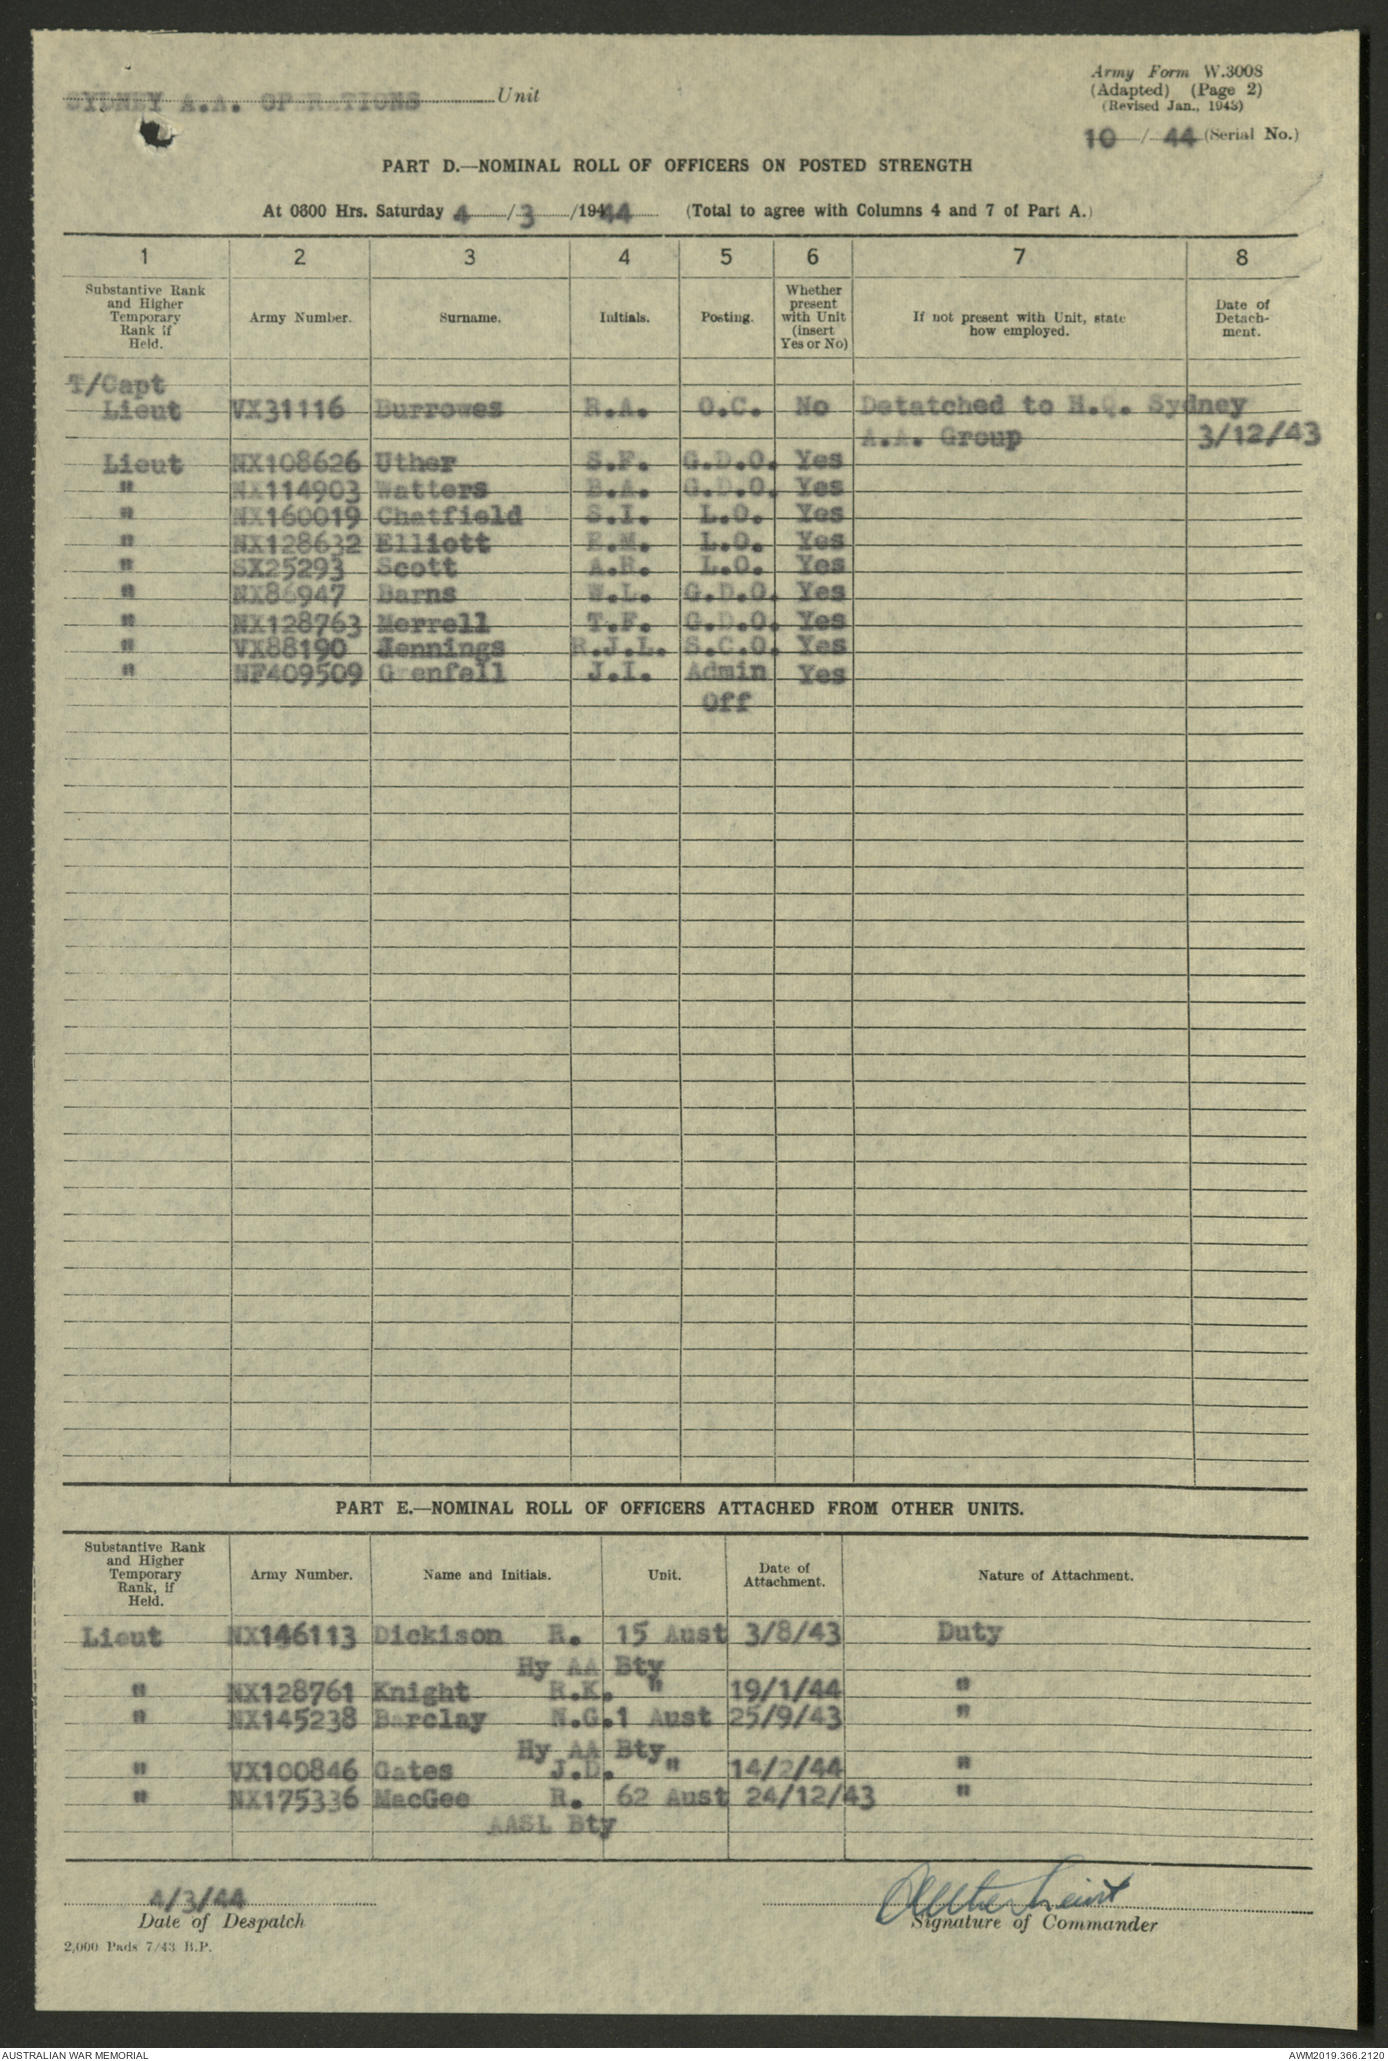 Army Form W.3008
(Adapted) (Page 2)
(Revised Jan., 1943)
SYDNEY A.A. OPERATIONS Unit
10 / 44 (Serial No.)
PART D.—NOMINAL ROLL OF OFFICERS ON POSTED STRENGTH
At 0600 Hrs. Saturday 4 / 3 /1944 (Total to agree with Columns 4 and 7 of Part A.)
1 2 3 4 5 6 7 8
Substantive Rank and Higher Temporary Rank if Held. Army Number. Surname. Initials. Posting. Whether present with Unit (insert Yes or No) If not present with Unit, state how employed. Date of Detach-ment.
T/Capt
Lieut VX31116 Burrowes R.A. O.C. No Detatched to H.Q. Sydney
A.A. Group 3/12/43
Lieut NX108626 Uther S.F. G.D.O. Yes
" NX114903 Watters B.A. G.D.O. Yes
" NX160019 Chatfield S.I. L.O. Yes
" NX128632 Elliott E.M. L.O. Yes
" SX25293 Scott A.R. L.O. Yes
" NX86947 Barns W.L. G.D.O. Yes
" NX128763 Merrell T.F. G.D.O. Yes
" VX88190 Jennings R.J.L. S.C.O. Yes
" NF409509 Grenfell J.I. Admin Yes
Off
PART E.—NOMINAL ROLL OF OFFICERS ATTACHED FROM OTHER UNITS.
Substantive Rank and Higher Temporary Rank, if Held. Army Number. Name and Initials. Unit. Date of Attachment. Nature of Attachment.
Lieut NX146113 Dickison R. 15 Aust 3/8/43 Duty
Hy AA Bty
" NX128761 Knight R.K. " 19/1/44 "
" NX145238 Barclay N.G. 1 Aust 25/9/43 "
Hy AA Bty
" VX100846 Gates J.D. " 14/2/44 "
" NX175336 MacGee R. 62 Aust 24/12/43 "
AASL Bty
4/3/44 Lieut
Date of Despatch Signature of Commander
2,000 Pads 7/43 B.P.
AUSTRALIAN WAR MEMORIAL AWM2019.366.2120